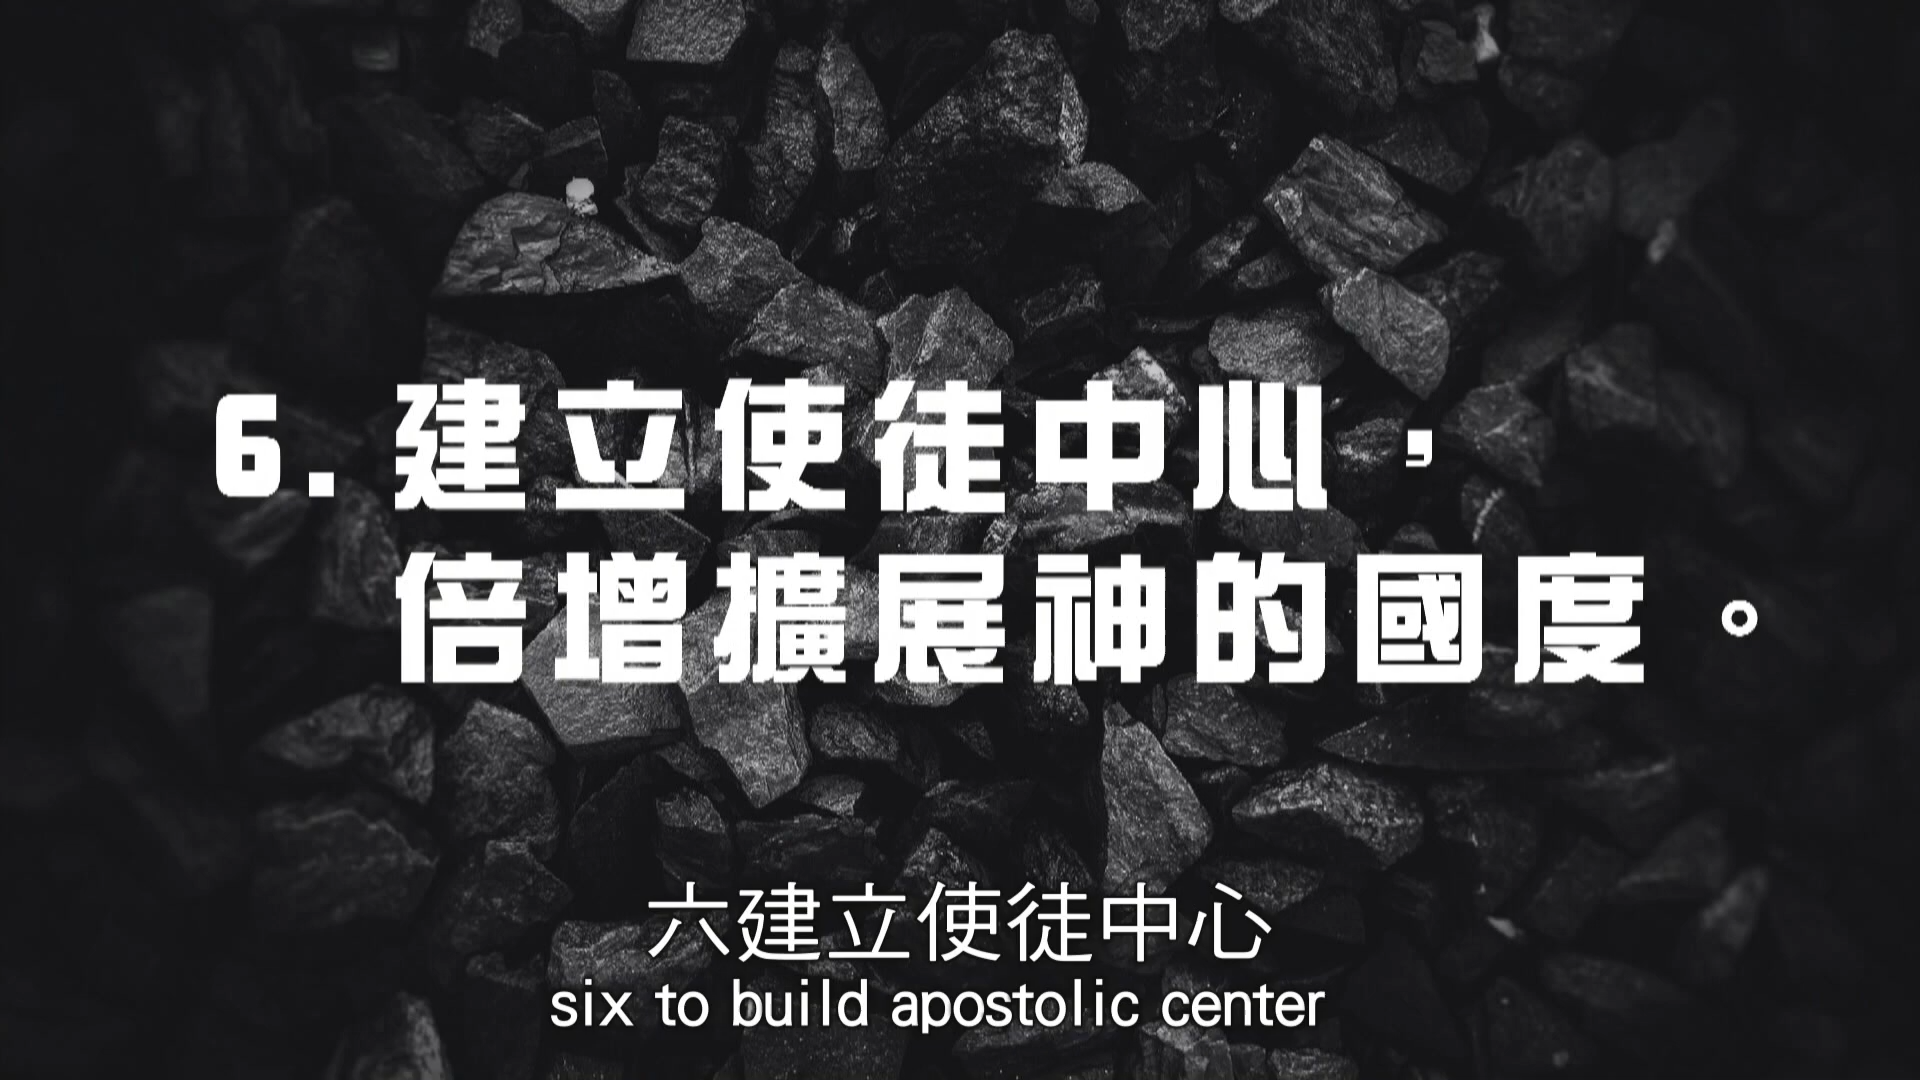 6. 建立使徒中心，
倍增擴展神的國度。
六建立使徒中心
six to build apostolic center